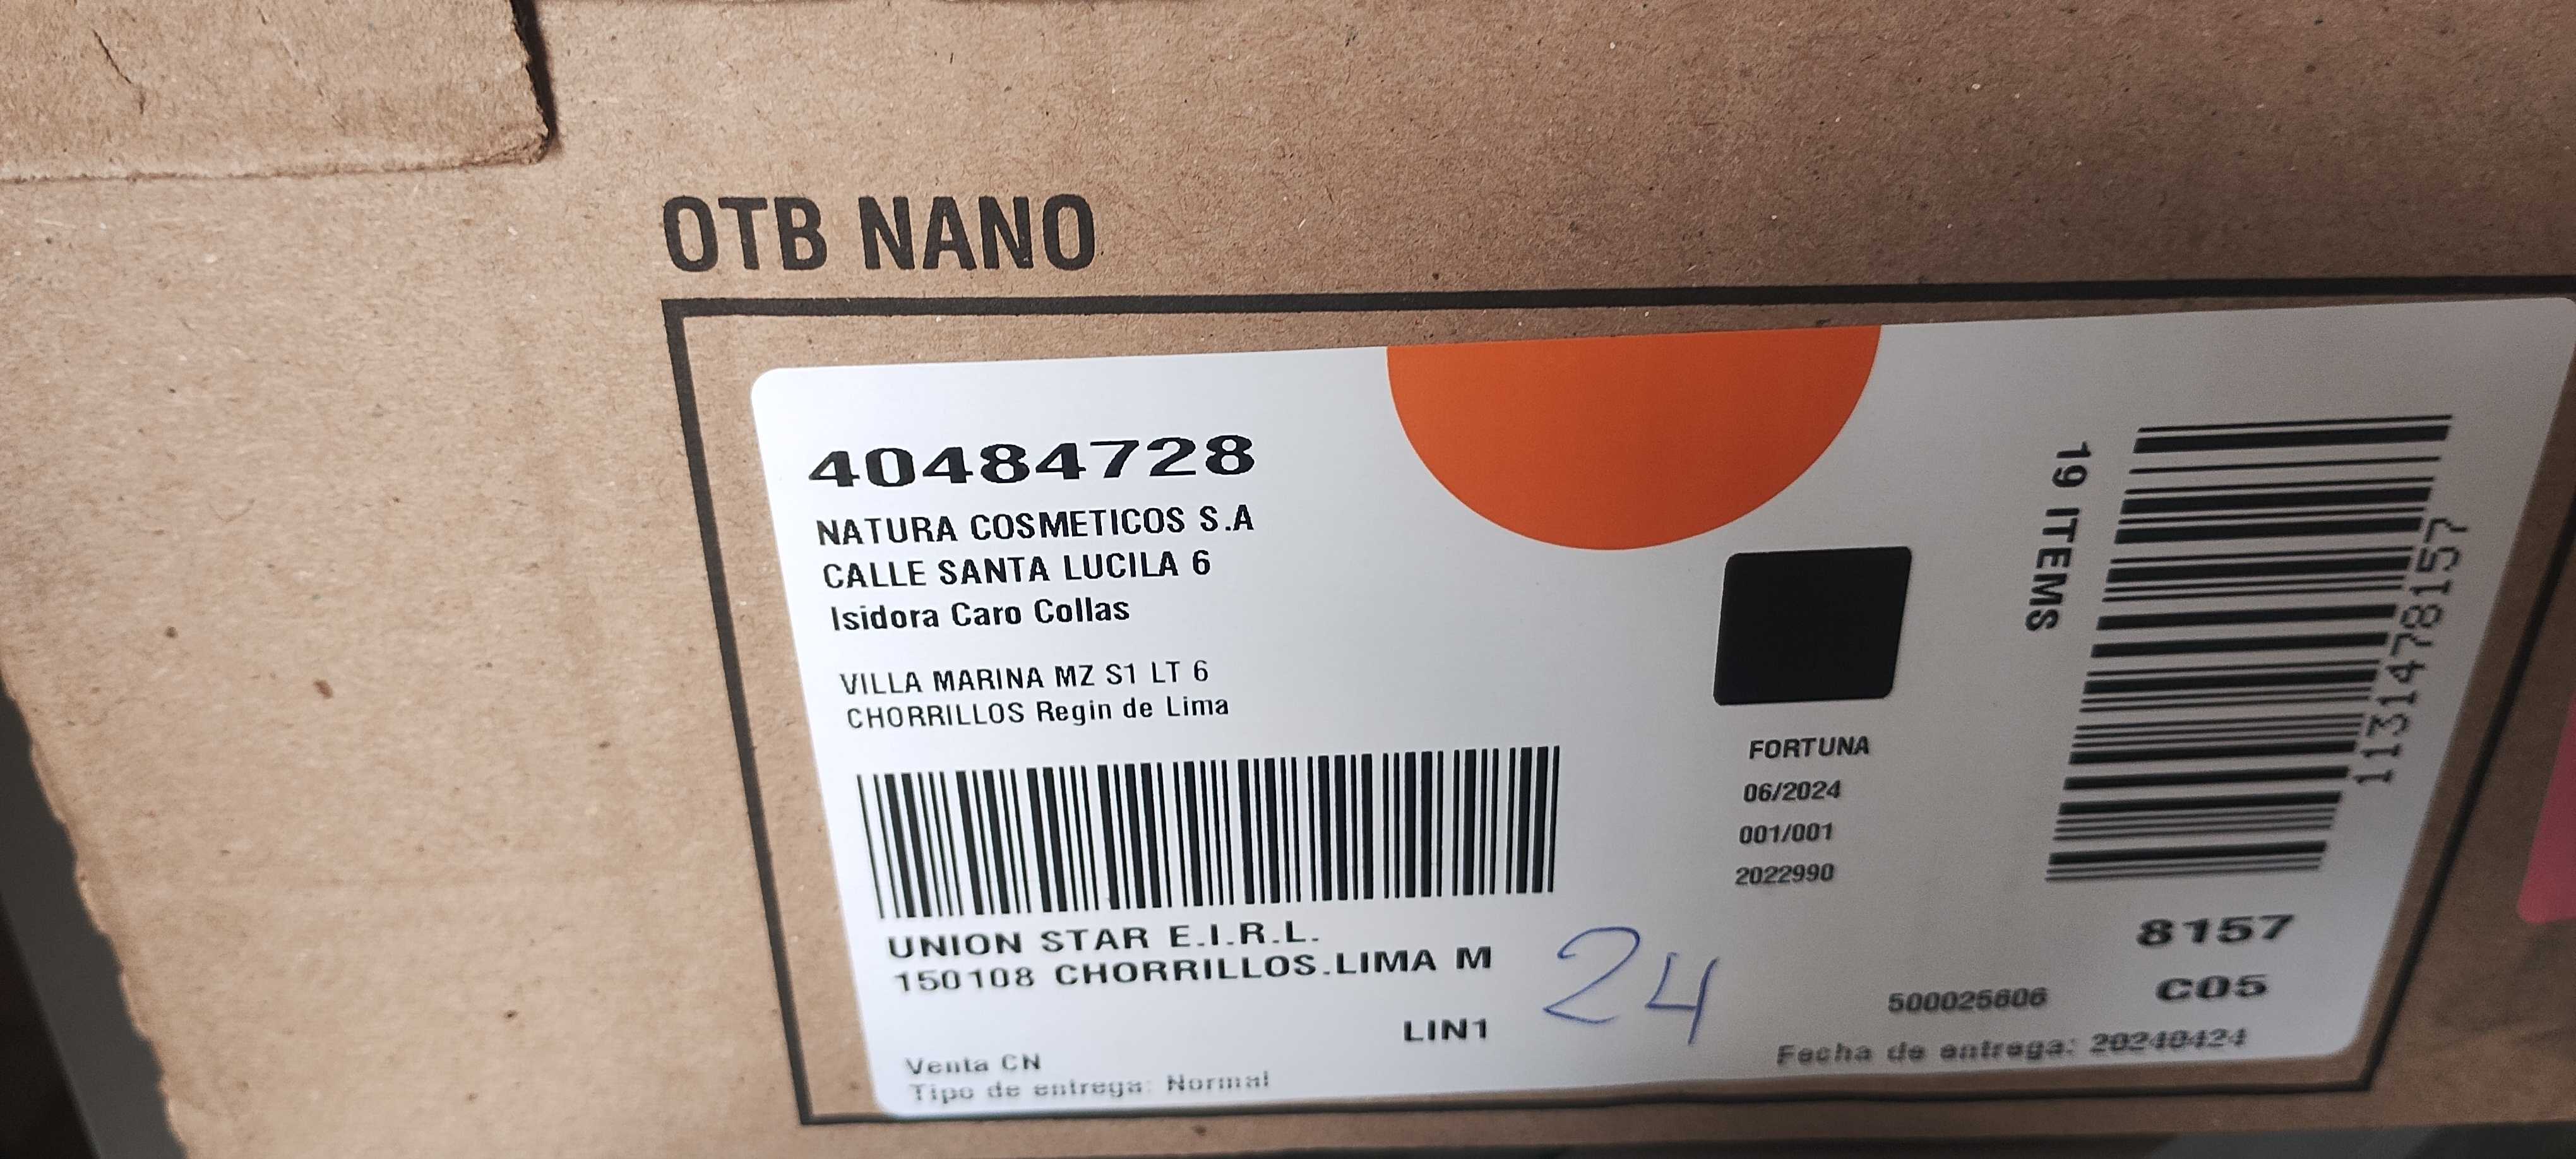 OTB NANO
40484728
NATURA COSMETICOS S.A
CALLE SANTA LUCILA 6
Isidora Caro Collas
VILLA MARINA MZ S1 LT 6
CHORRILLOS Regin de Lima
UNION STAR E.I.R.L.
150108 CHORRILLOS.LIMA M
LIN1
24
Venta CN
Tipo de entrega: Normal
FORTUNA
06/2024
001/001
2022990
19 ITEMS
1131478157
8157
C05
500025606
Fecha de entrega: 20240424